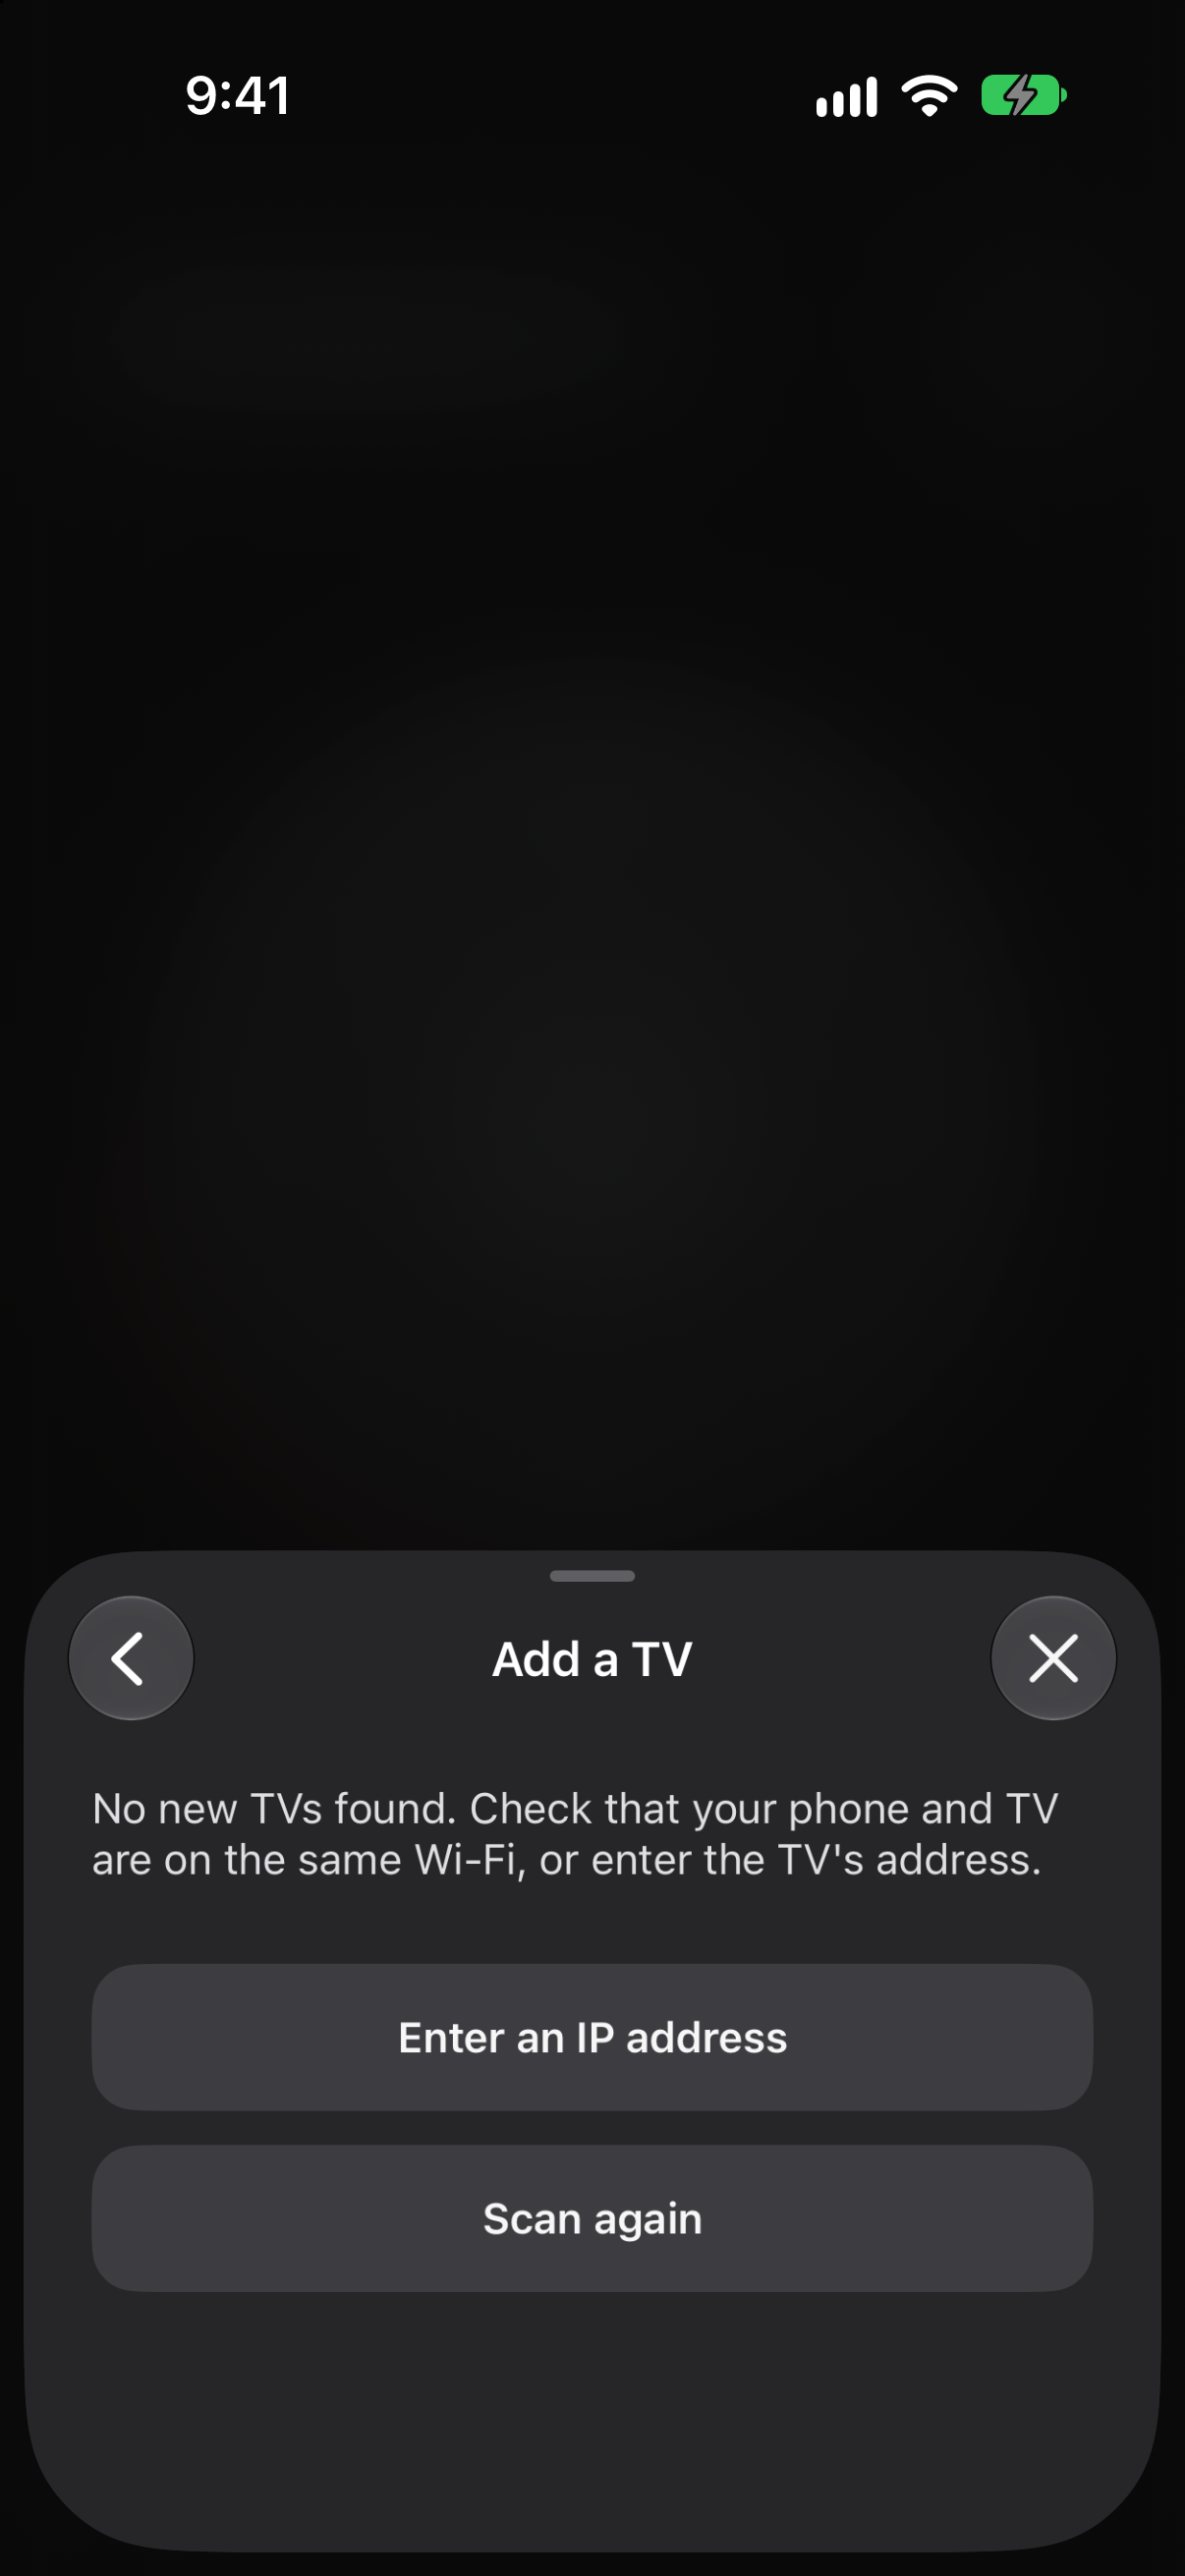 9:41
Add a TV
No new TVs found. Check that your phone and TV
are on the same Wi-Fi, or enter the TV's address.
Enter an IP address
Scan again